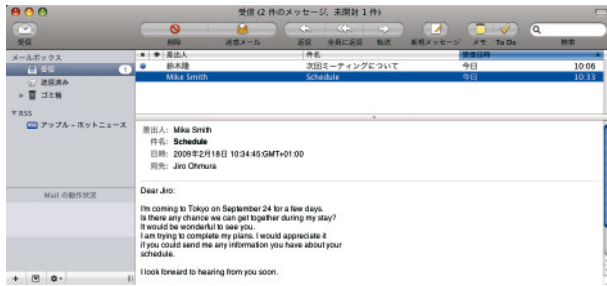 受信 (2 件のメッセージ、未開封 1 件)
受信 削除 迷惑メール 返信 全員に返信 転送 新規メッセージ メモ To Do 検索
メールボックス
受信 1
送信済み
ゴミ箱
RSS
アップル - ホットニュース
Mail の動作状況
差出人 件名 受信日時
鈴木隆 次回ミーティングについて 今日 10:06
Mike Smith Schedule 今日 10:33
差出人: Mike Smith
件名: Schedule
日時: 2009年2月18日 10:34:45:GMT+01:00
宛先: Jiro Ohmura
Dear Jiro:
I'm coming to Tokyo on September 24 for a few days.
Is there any chance we can get together during my stay?
It would be wonderful to see you.
I am trying to complete my plans. I would appreciate it
if you could send me any information you have about your
schedule.
I look forward to hearing from you soon.